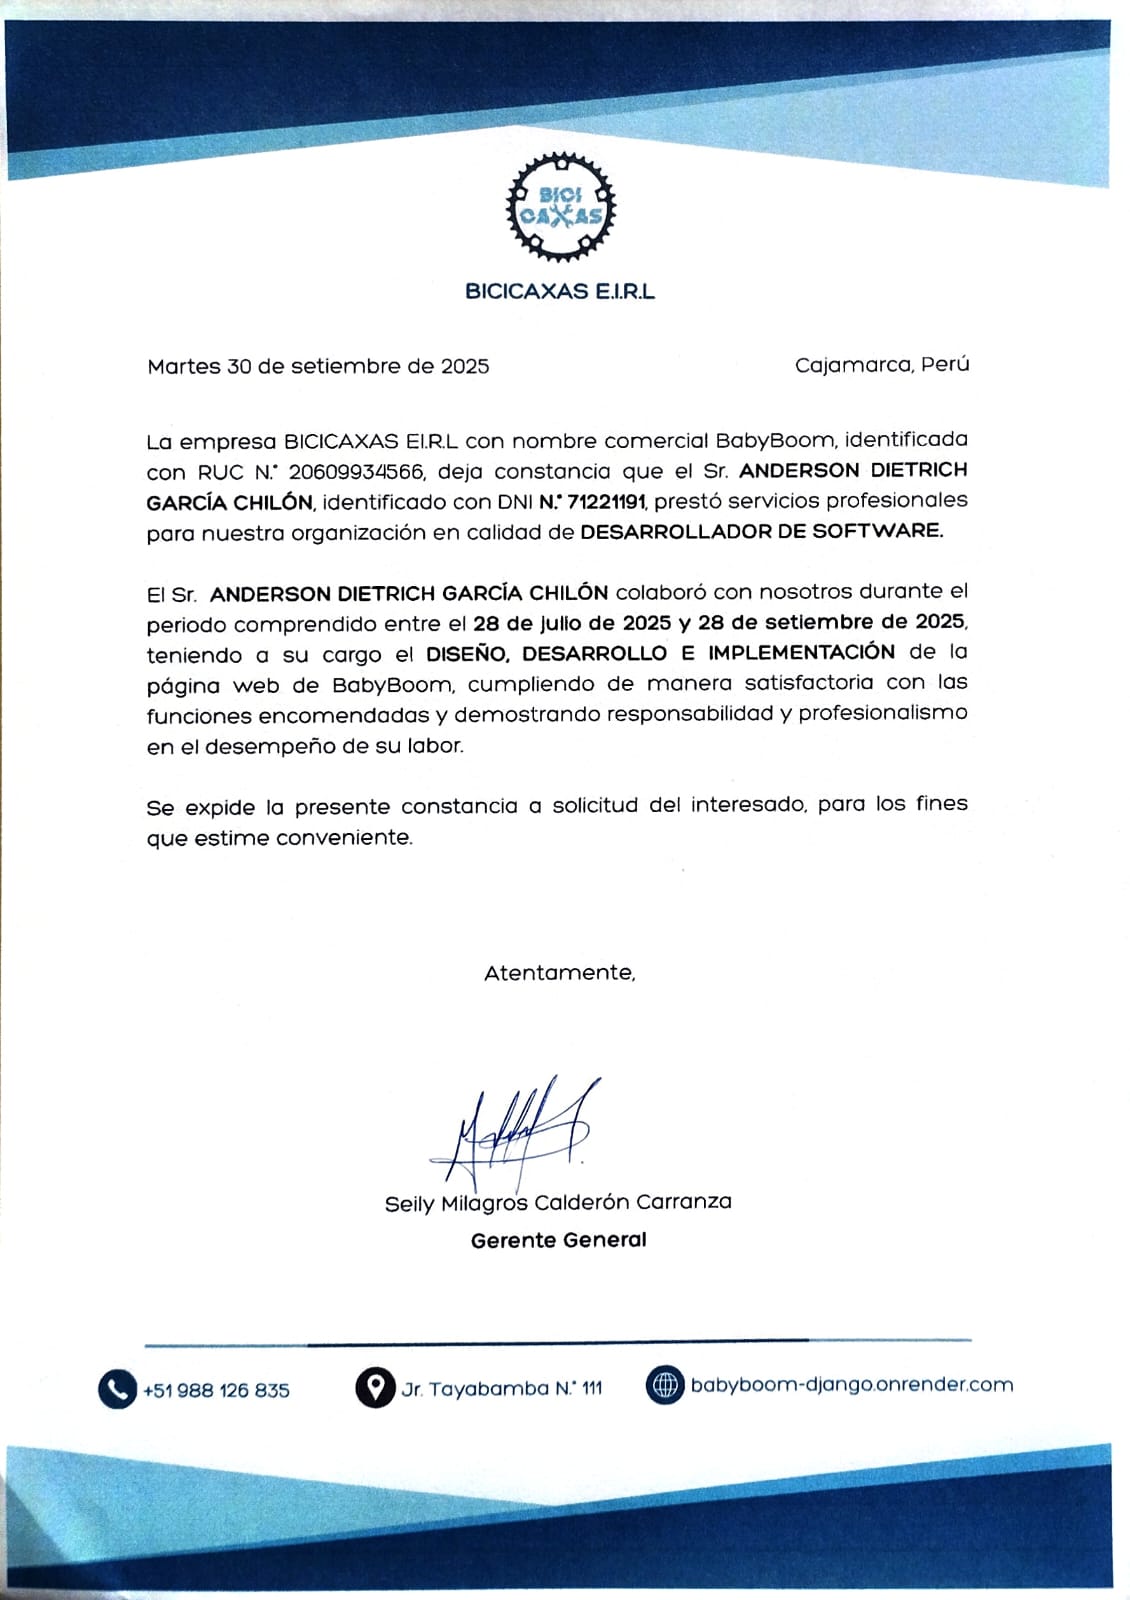 BICI
CAXAS
BICICAXAS E.I.R.L
Martes 30 de setiembre de 2025
Cajamarca, Perú
La empresa BICICAXAS EI.R.L con nombre comercial BabyBoom, identificada
con RUC N.° 20609934566, deja constancia que el Sr. ANDERSON DIETRICH
GARCÍA CHILÓN, identificado con DNI N.° 71221191, prestó servicios profesionales
para nuestra organización en calidad de DESARROLLADOR DE SOFTWARE.
El Sr. ANDERSON DIETRICH GARCÍA CHILÓN colaboró con nosotros durante el
periodo comprendido entre el 28 de julio de 2025 y 28 de setiembre de 2025,
teniendo a su cargo el DISEÑO, DESARROLLO E IMPLEMENTACIÓN de la
página web de BabyBoom, cumpliendo de manera satisfactoria con las
funciones encomendadas y demostrando responsabilidad y profesionalismo
en el desempeño de su labor.
Se expide la presente constancia a solicitud del interesado, para los fines
que estime conveniente.
Atentamente,
Seily Milagros Calderón Carranza
Gerente General
+51 988 126 835
Jr. Tayabamba N.° 111
babyboom-django.onrender.com